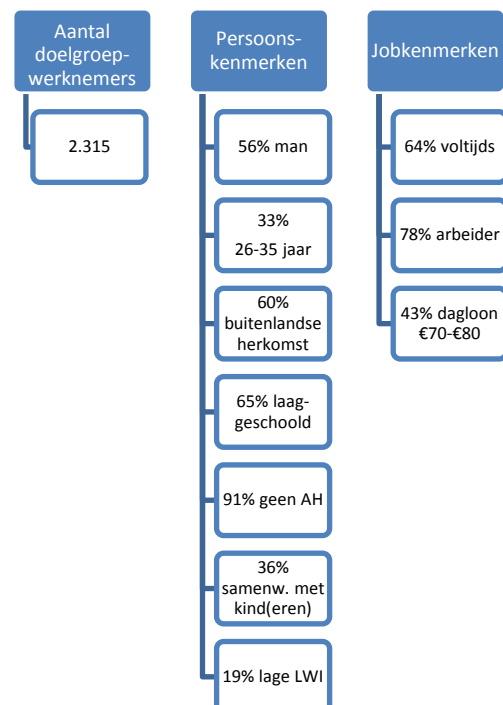 Aantal
doelgroep-
werknemers
2.315
Persoons-
kenmerken
56% man
33%
26-35 jaar
60%
buitenlandse
herkomst
65% laag-
geschoold
91% geen AH
36%
samenw. met
kind(eren)
19% lage LWI
Jobkenmerken
64% voltijds
78% arbeider
43% dagloon
€70-€80